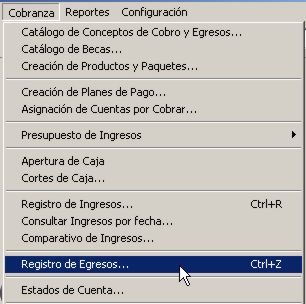 Cobranza Reportes Configuración
Catálogo de Conceptos de Cobro y Egresos...
Catálogo de Becas...
Creación de Productos y Paquetes...
Creación de Planes de Pago...
Asignación de Cuentas por Cobrar...
Presupuesto de Ingresos
Apertura de Caja
Cortes de Caja...
Registro de Ingresos... Ctrl+R
Consultar Ingresos por fecha...
Comparativo de Ingresos...
Registro de Egresos... Ctrl+Z
Estados de Cuenta...